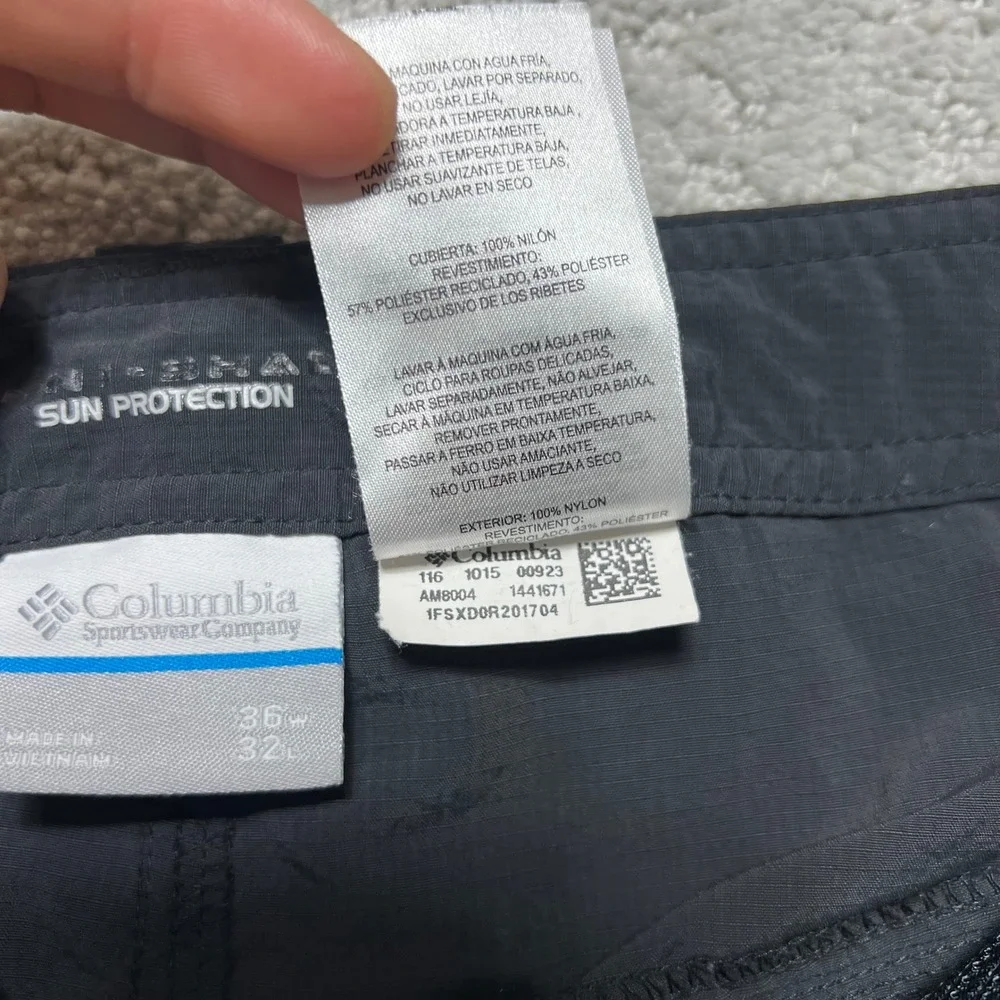 MAQUINA CON AGUA FRÍA,
LAVAR POR SEPARADO,
NO USAR LEJÍA,
A TEMPERATURA BAJA,
INMEDIATAMENTE,
PLANCHAR A TEMPERATURA BAJA,
NO USAR SUAVIZANTE DE TELAS,
NO LAVAR EN SECO
CUBIERTA: 100% NILÓN
REVESTIMIENTO:
57% POLIÉSTER RECICLADO, 43% POLIÉSTER
EXCLUSIVO DE LOS RIBETES
LAVAR À MAQUINA COM ÁGUA FRIA,
CICLO PARA ROUPAS DELICADAS,
LAVAR SEPARADAMENTE, NÃO ALVEJAR,
SECAR À MÁQUINA EM TEMPERATURA BAIXA,
REMOVER PRONTAMENTE,
PASSAR A FERRO EM BAIXA TEMPERATURA,
NÃO USAR AMACIANTE,
NÃO UTILIZAR LIMPEZA A SECO
EXTERIOR: 100% NYLON
REVESTIMENTO:
RECICLADO, 43% POLIÉSTER
SUN PROTECTION
Columbia
116 1015 00923
AM8004 1441671
1FSXD0R201704
Columbia
Sportswear Company
36W
32L
MADE IN
VIETNAM